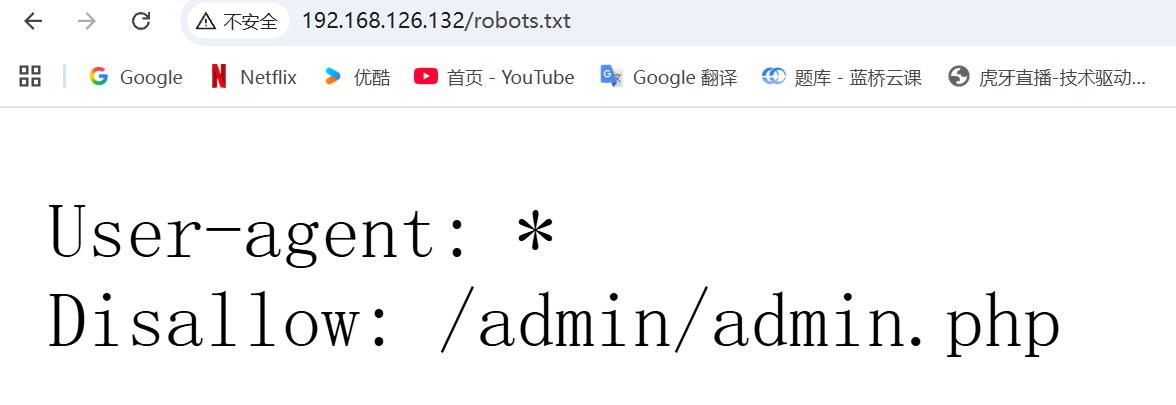 不安全 192.168.126.132/robots.txt
Google Netflix 优酷 首页 - YouTube Google 翻译 题库 - 蓝桥云课 虎牙直播-技术驱动...
User-agent: *
Disallow: /admin/admin.php